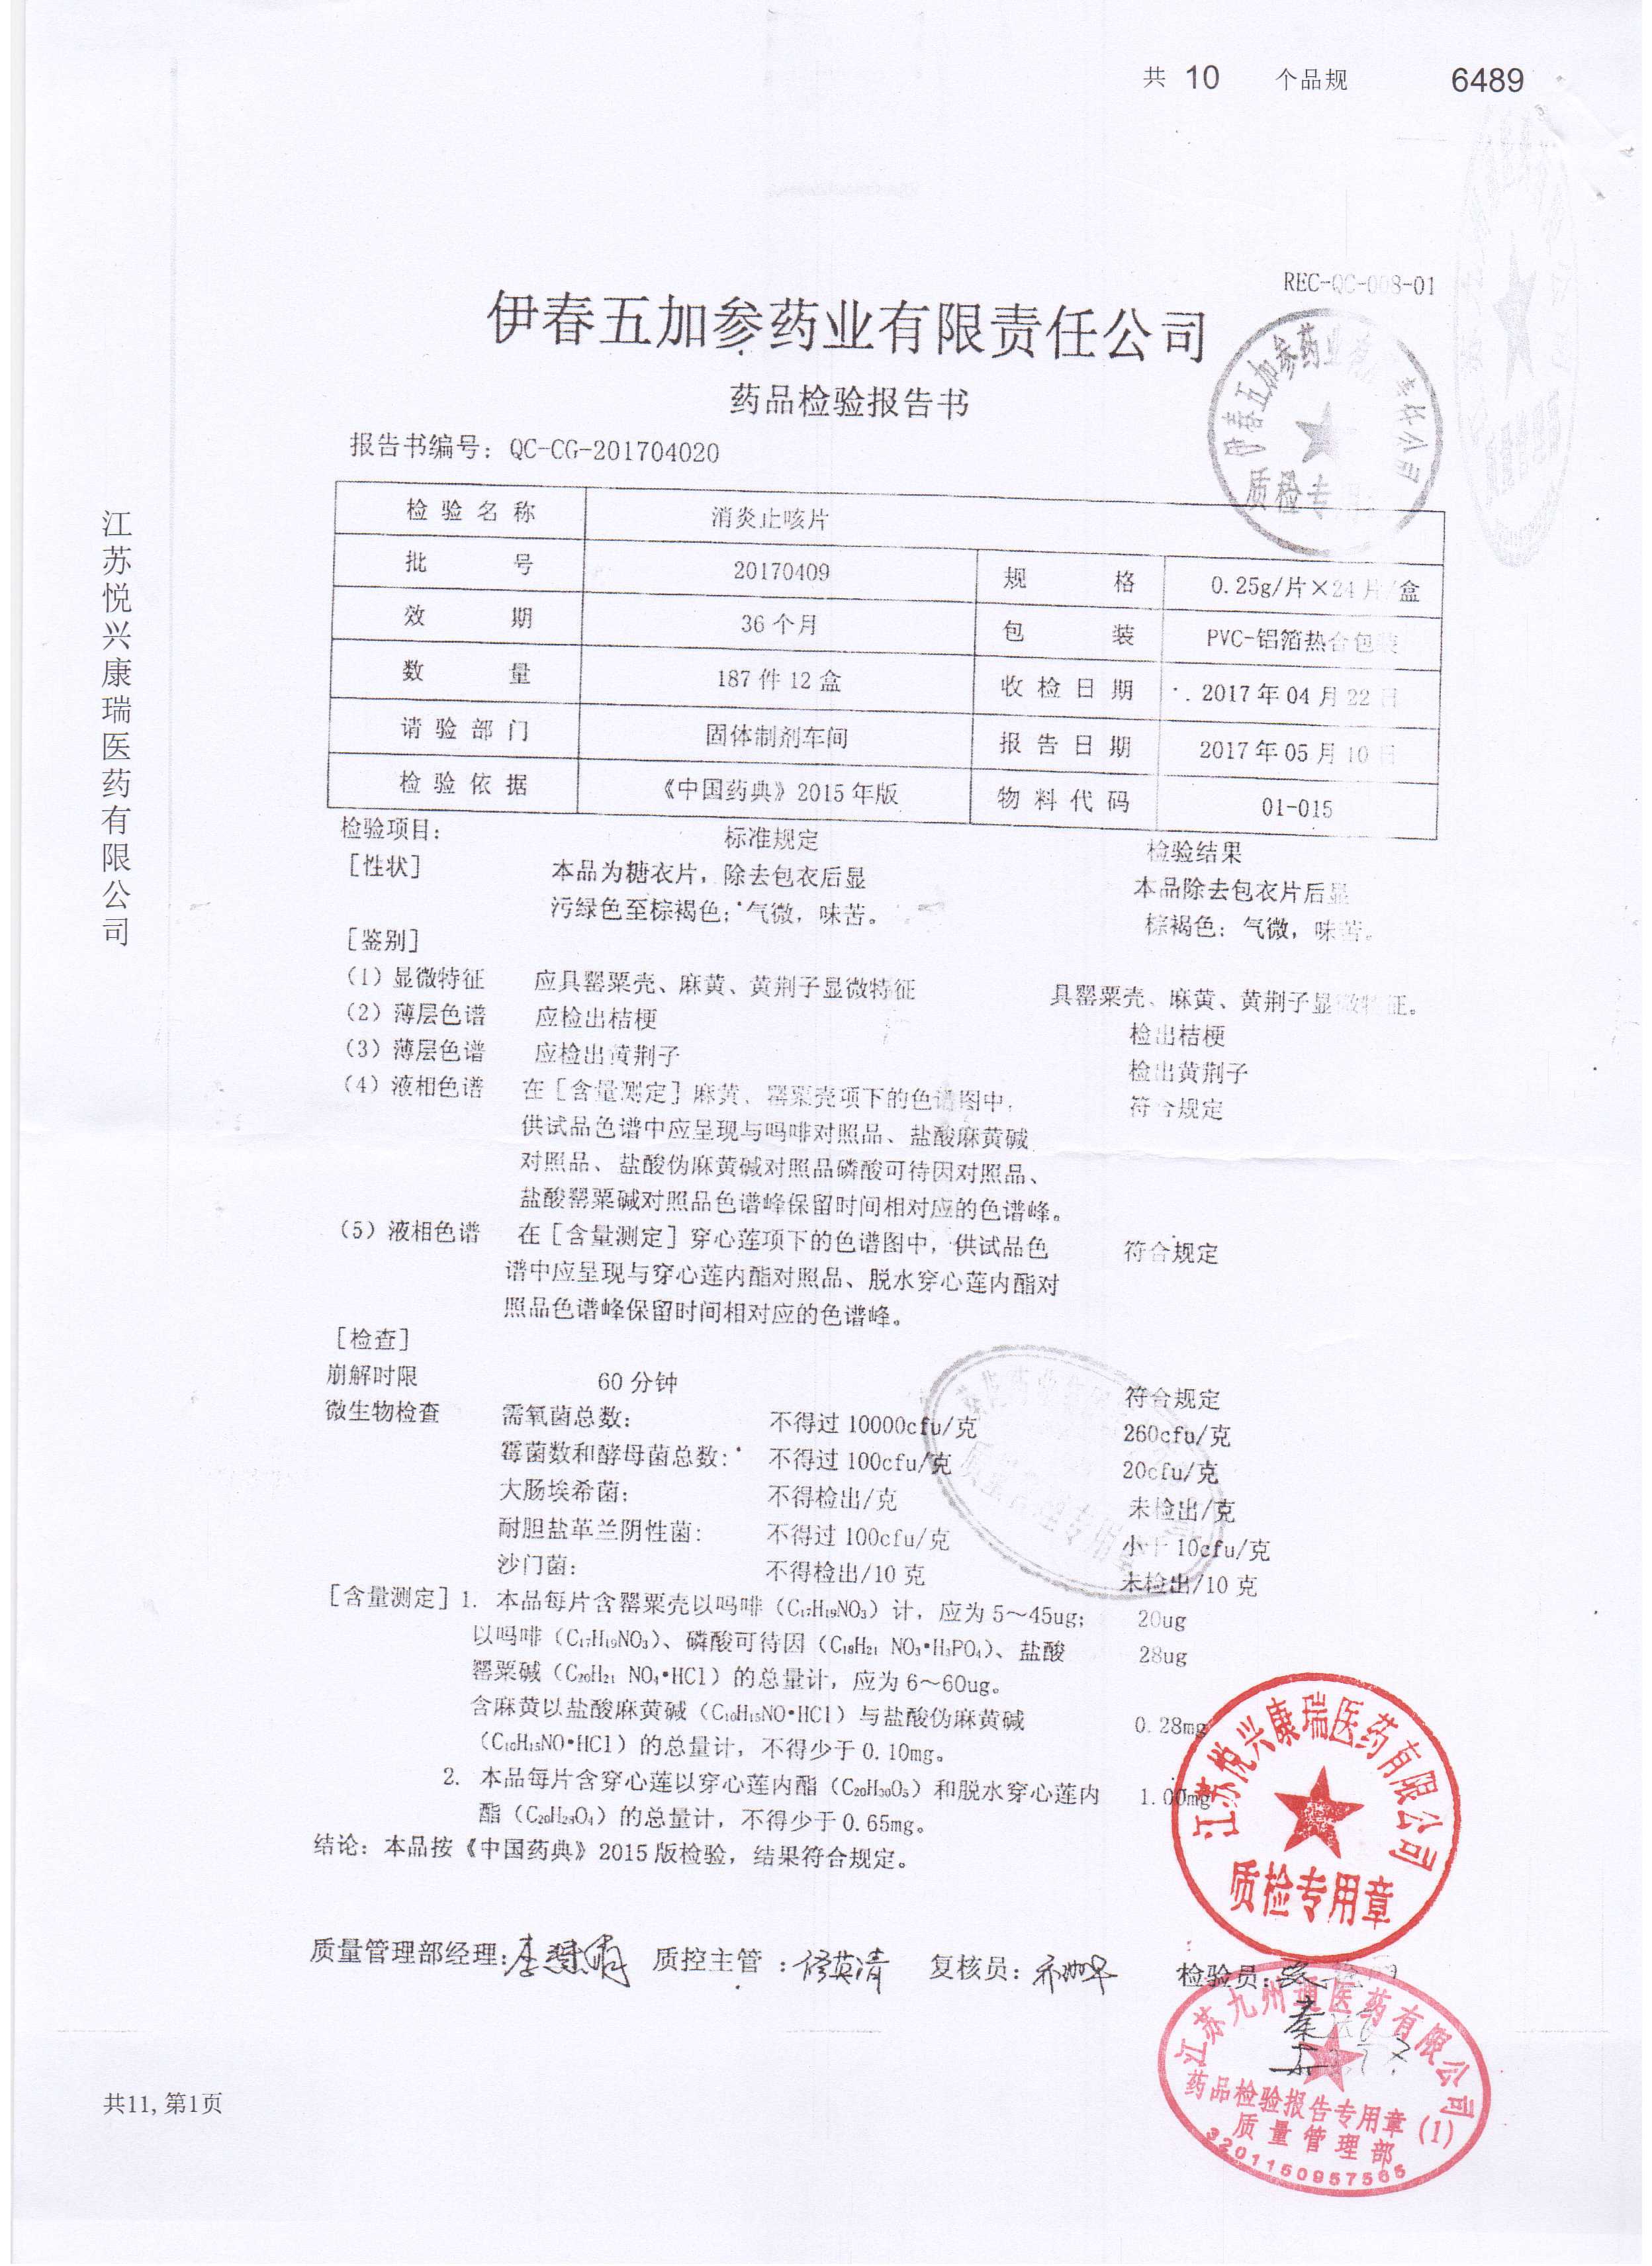 共 10 个品规 6489
REC-QC-008-01
伊春五加参药业有限责任公司
药品检验报告书
报告书编号：QC-CG-201704020
伊春五加参药业 责任公司
质检专用
江苏悦兴康瑞医药有限公司
检验名称 消炎止咳片
批号 20170409 规格 0.25g/片×24片/盒
效期 36个月 包装 PVC-铝箔热合包装
数量 187件12盒 收检日期 2017年04月22日
请验部门 固体制剂车间 报告日期 2017年05月10日
检验依据 《中国药典》2015年版 物料代码 01-015
检验项目： 标准规定 检验结果
［性状］ 本品为糖衣片，除去包衣后显 本品除去包衣片后显
污绿色至棕褐色；气微，味苦。 棕褐色；气微，味苦。
［鉴别］
（1）显微特征 应具罂粟壳、麻黄、黄荆子显微特征 具罂粟壳、麻黄、黄荆子显微特征。
（2）薄层色谱 应检出桔梗 检出桔梗
（3）薄层色谱 应检出黄荆子 检出黄荆子
（4）液相色谱 在［含量测定］麻黄、罂粟壳项下的色谱图中， 符合规定
供试品色谱中应呈现与吗啡对照品、盐酸麻黄碱
对照品、盐酸伪麻黄碱对照品磷酸可待因对照品、
盐酸罂粟碱对照品色谱峰保留时间相对应的色谱峰。
（5）液相色谱 在［含量测定］穿心莲项下的色谱图中，供试品色 符合规定
谱中应呈现与穿心莲内酯对照品、脱水穿心莲内酯对
照品色谱峰保留时间相对应的色谱峰。
［检查］
崩解时限 60分钟 符合规定
微生物检查 需氧菌总数： 不得过10000cfu/克 260cfu/克
霉菌数和酵母菌总数： 不得过100cfu/克 20cfu/克
大肠埃希菌： 不得检出/克 未检出/克
耐胆盐革兰阴性菌： 不得过100cfu/克 小于10cfu/克
沙门菌： 不得检出/10克 未检出/10克
［含量测定］1. 本品每片含罂粟壳以吗啡（C₁₇H₁₉NO₃）计，应为5～45ug； 20ug
以吗啡（C₁₇H₁₉NO₃）、磷酸可待因（C₁₈H₂₁ NO₃•H₃PO₄）、盐酸 28ug
罂粟碱（C₂₀H₂₁ NO₄•HCl）的总量计，应为6～60ug。
含麻黄以盐酸麻黄碱（C₁₀H₁₅NO•HCl）与盐酸伪麻黄碱 0.28mg
（C₁₀H₁₅NO•HCl）的总量计，不得少于0.10mg。
2. 本品每片含穿心莲以穿心莲内酯（C₂₀H₃₀O₅）和脱水穿心莲内 1.00mg
酯（C₂₀H₂₈O₄）的总量计，不得少于0.65mg。
结论：本品按《中国药典》2015版检验，结果符合规定。
江苏悦兴康瑞医药有限公司
质检专用章
质量管理部经理： 质控主管：修英清 复核员： 检验员：
江苏九州通医药有限公司
药品检验报告专用章（1）
质量管理部
3201150957565
共11, 第1页